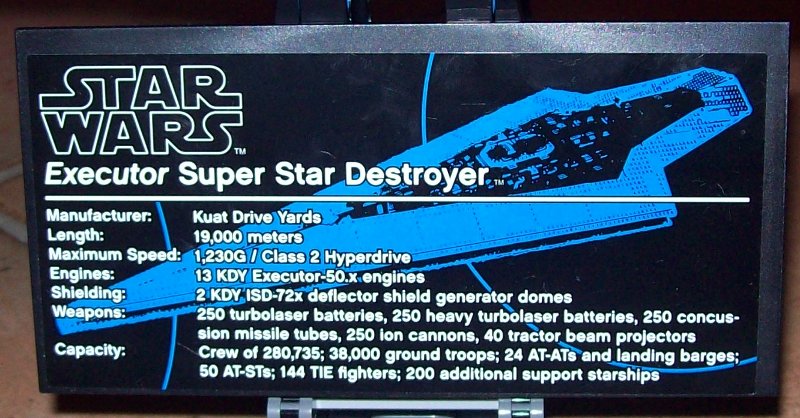 STAR
WARS™
Executor Super Star Destroyer™
Manufacturer: Kuat Drive Yards
Length: 19,000 meters
Maximum Speed: 1,230G / Class 2 Hyperdrive
Engines: 13 KDY Executor-50.x engines
Shielding: 2 KDY ISD-72x deflector shield generator domes
Weapons: 250 turbolaser batteries, 250 heavy turbolaser batteries, 250 concus-
sion missile tubes, 250 ion cannons, 40 tractor beam projectors
Capacity: Crew of 280,735; 38,000 ground troops; 24 AT-ATs and landing barges;
50 AT-STs; 144 TIE fighters; 200 additional support starships